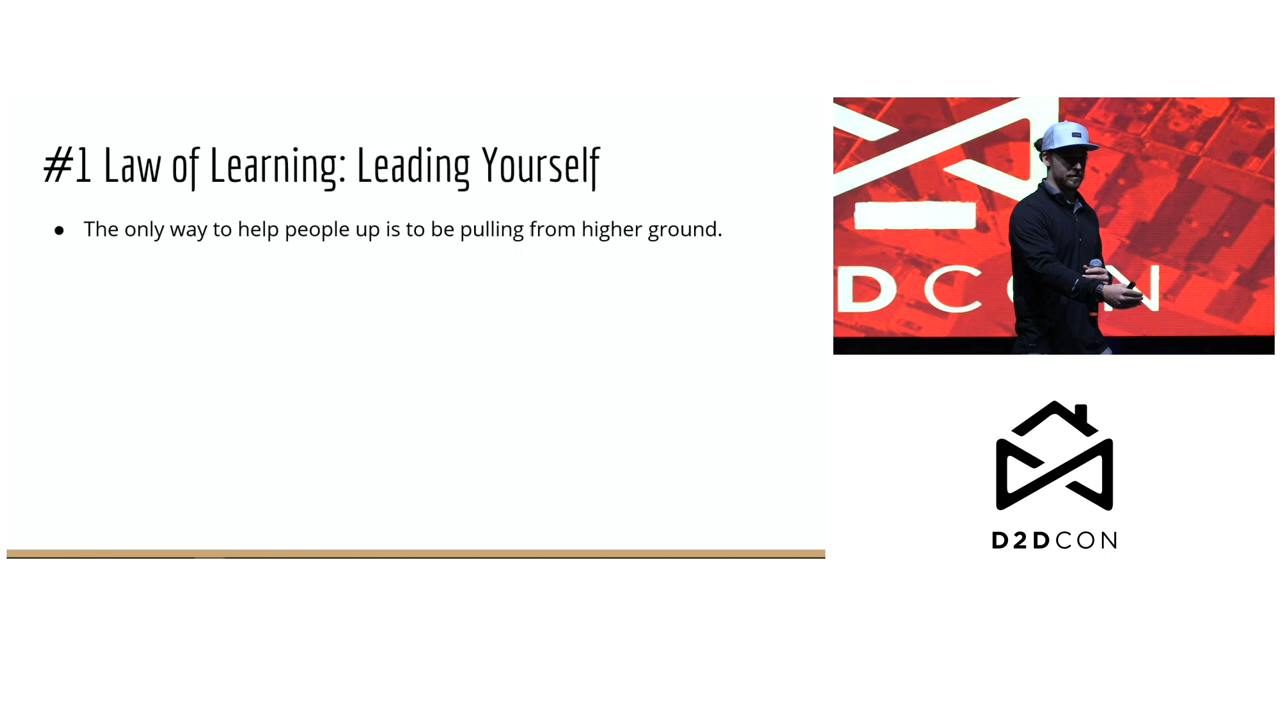 #1 Law of Learning: Leading Yourself
● The only way to help people up is to be pulling from higher ground.
DCON
D2DCON